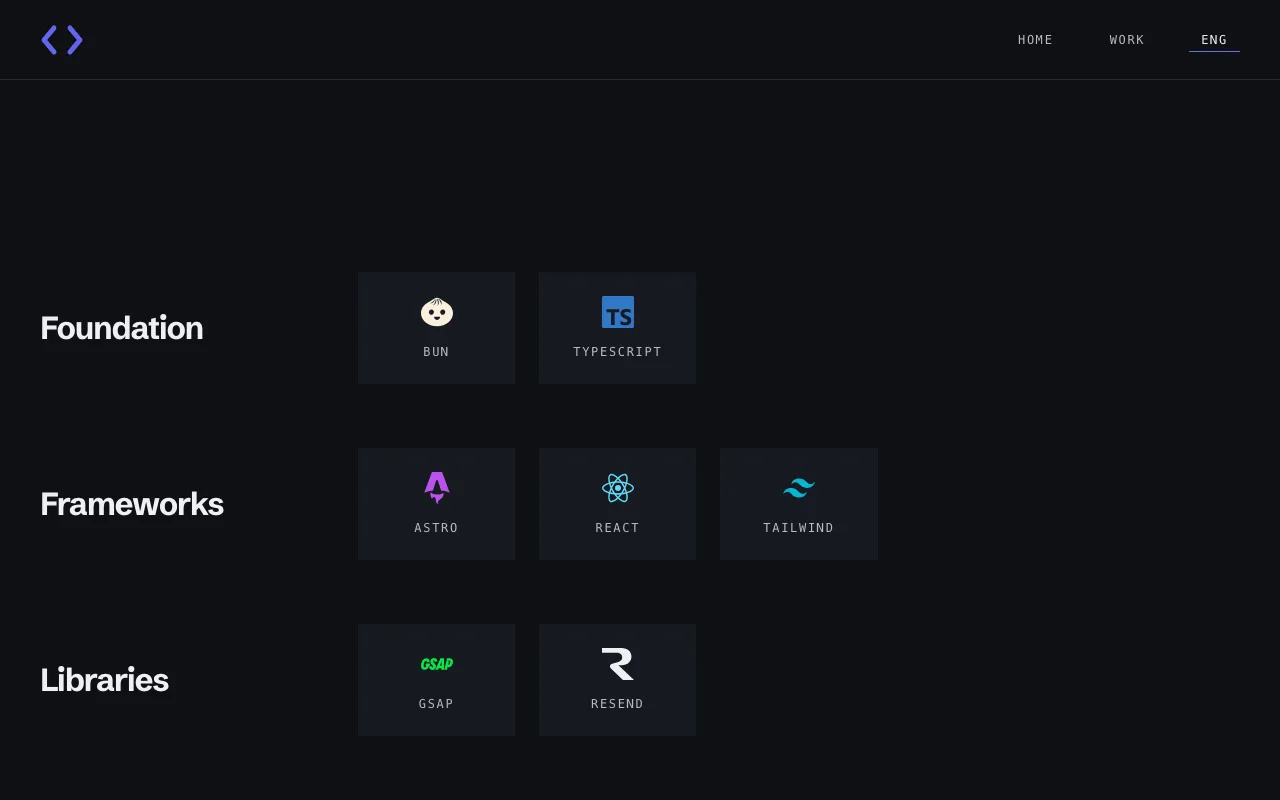 HOME
WORK
ENG
Foundation
BUN
TS
TYPESCRIPT
Frameworks
ASTRO
REACT
TAILWIND
Libraries
GSAP
GSAP
RESEND